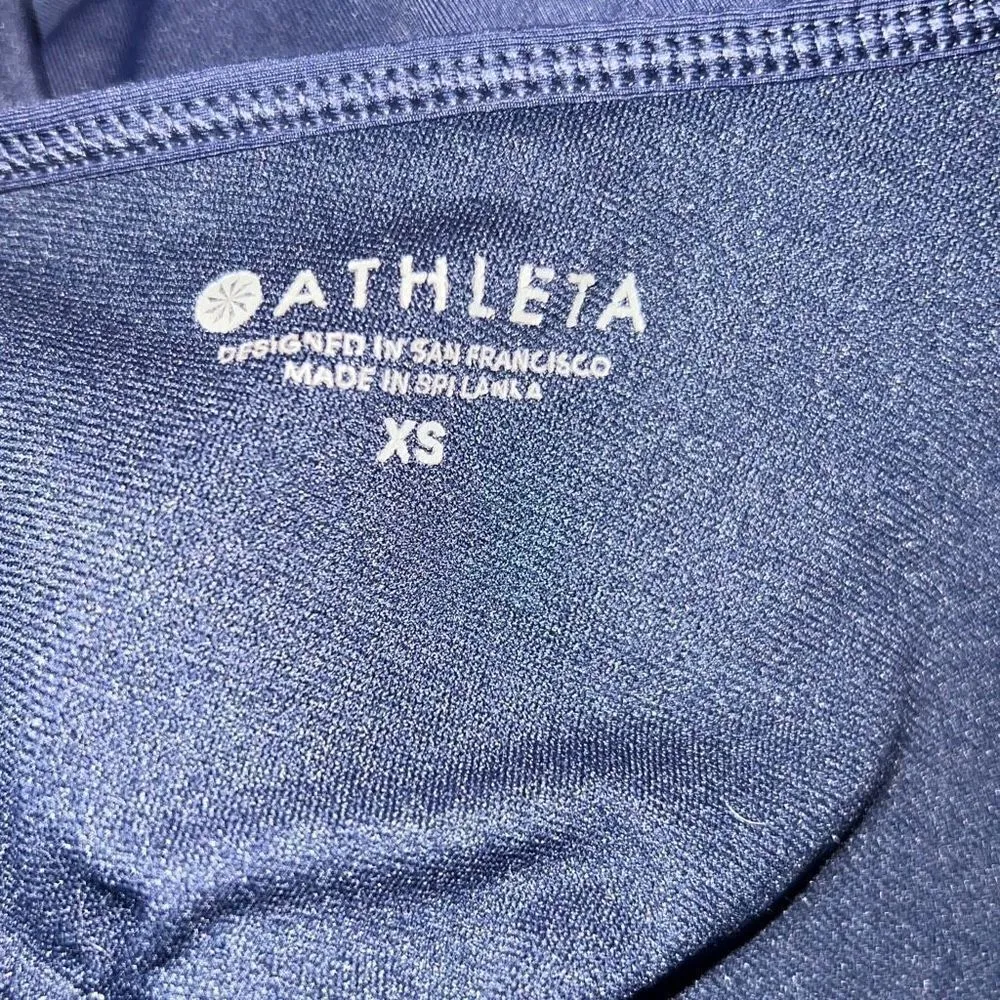 ATHLETA
DESIGNED IN SAN FRANCISCO
MADE IN SRI LANKA
XS